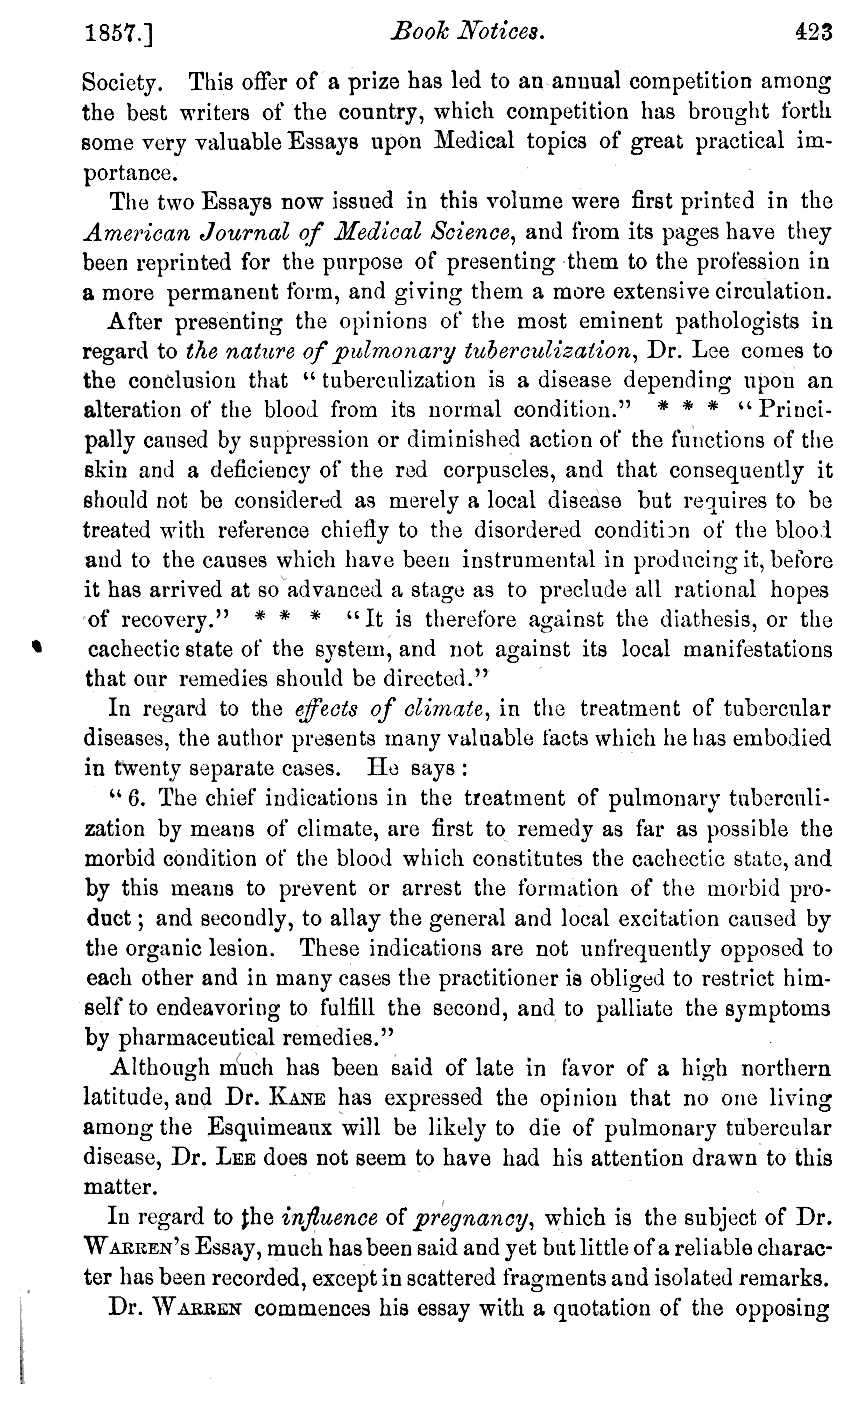 1857.] Book Notices. 423
Society. This offer of a prize has led to an annual competition among
the best writers of the country, which competition has brought forth
some very valuable Essays upon Medical topics of great practical im-
portance.
The two Essays now issued in this volume were first printed in the
American Journal of Medical Science, and from its pages have they
been reprinted for the purpose of presenting them to the profession in
a more permanent form, and giving them a more extensive circulation.
After presenting the opinions of the most eminent pathologists in
regard to the nature of pulmonary tuberculization, Dr. Lee comes to
the conclusion that “tuberculization is a disease depending upon an
alteration of the blood from its normal condition.” * * * “Princi-
pally caused by suppression or diminished action of the functions of the
skin and a deficiency of the red corpuscles, and that consequently it
should not be considered as merely a local disease but requires to be
treated with reference chiefly to the disordered condition of the blood
and to the causes which have been instrumental in producing it, before
it has arrived at so advanced a stage as to preclude all rational hopes
of recovery.” * * * “It is therefore against the diathesis, or the
cachectic state of the system, and not against its local manifestations
that our remedies should be directed.”
In regard to the effects of climate, in the treatment of tubercular
diseases, the author presents many valuable facts which he has embodied
in twenty separate cases. He says:
“6. The chief indications in the treatment of pulmonary tuberculi-
zation by means of climate, are first to remedy as far as possible the
morbid condition of the blood which constitutes the cachectic state, and
by this means to prevent or arrest the formation of the morbid pro-
duct; and secondly, to allay the general and local excitation caused by
the organic lesion. These indications are not unfrequently opposed to
each other and in many cases the practitioner is obliged to restrict him-
self to endeavoring to fulfill the second, and to palliate the symptoms
by pharmaceutical remedies.”
Although much has been said of late in favor of a high northern
latitude, and Dr. KANE has expressed the opinion that no one living
among the Esquimeaux will be likely to die of pulmonary tubercular
disease, Dr. LEE does not seem to have had his attention drawn to this
matter.
In regard to the influence of pregnancy, which is the subject of Dr.
WARREN’s Essay, much has been said and yet but little of a reliable charac-
ter has been recorded, except in scattered fragments and isolated remarks.
Dr. WARREN commences his essay with a quotation of the opposing